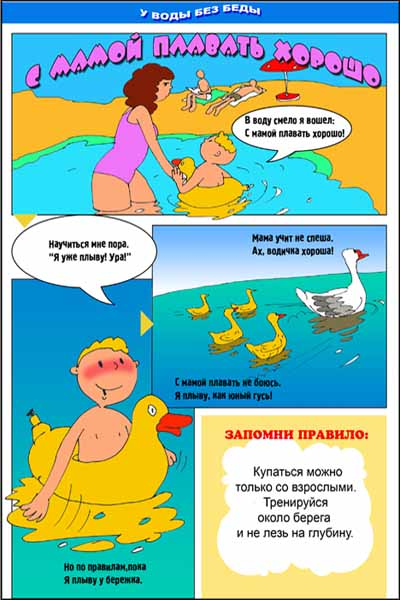 У ВОДЫ БЕЗ БЕДЫ
С МАМОЙ ПЛАВАТЬ ХОРОШО
В воду смело я вошел:
С мамой плавать хорошо!
Научиться мне пора.
"Я уже плыву! Ура!"
Мама учит не спеша.
Ах, водичка хороша!
С мамой плавать не боюсь.
Я плыву, как юный гусь!
Но по правилам,пока
Я плыву у бережка.
ЗАПОМНИ ПРАВИЛО:
Купаться можно
только со взрослыми.
Тренируйся
около берега
и не лезь на глубину.